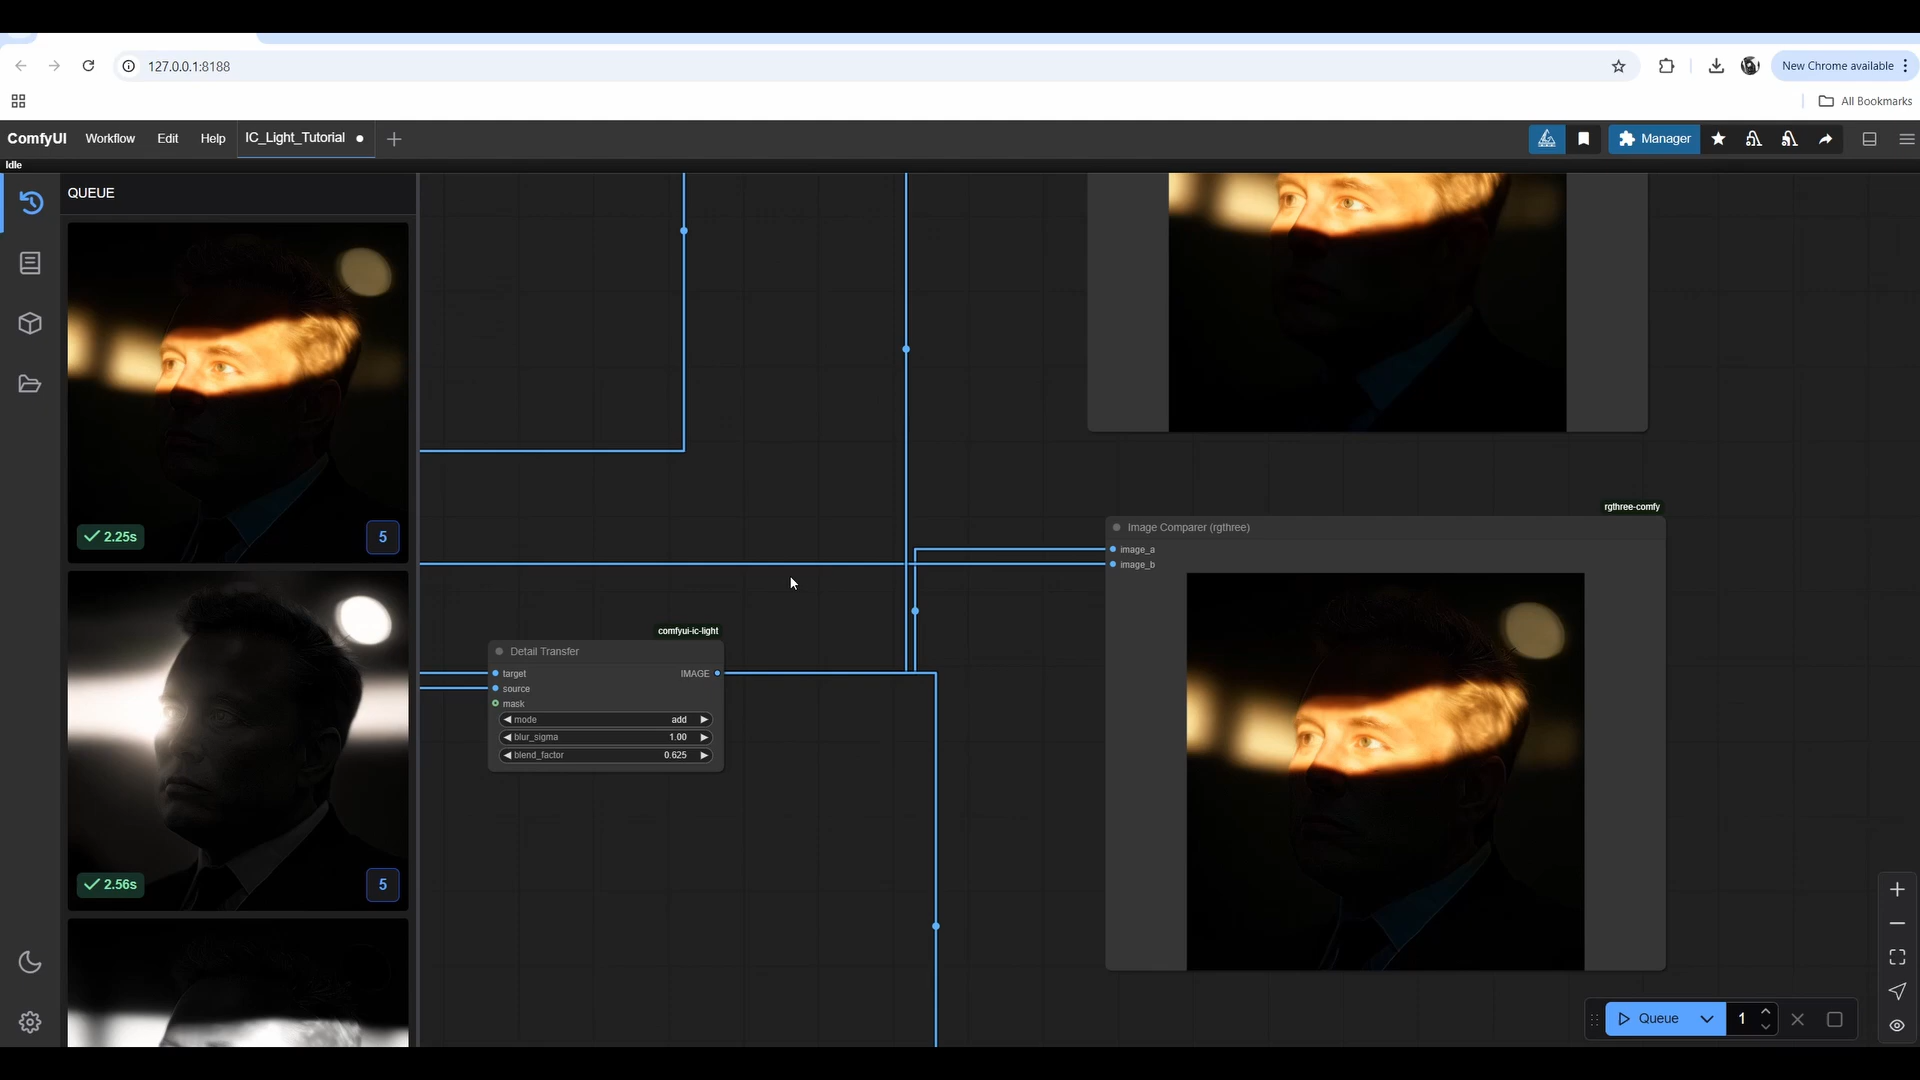 127.0.0.1:8188
New Chrome available
All Bookmarks
ComfyUI Workflow Edit Help IC_Light_Tutorial
Manager
Idle
QUEUE
2.25s 5
2.56s 5
rgthree-comfy
Image Comparer (rgthree)
image_a
image_b
comfyui-ic-light
Detail Transfer
target IMAGE
source
mask
mode add
blur_sigma 1.00
blend_factor 0.625
Queue 1